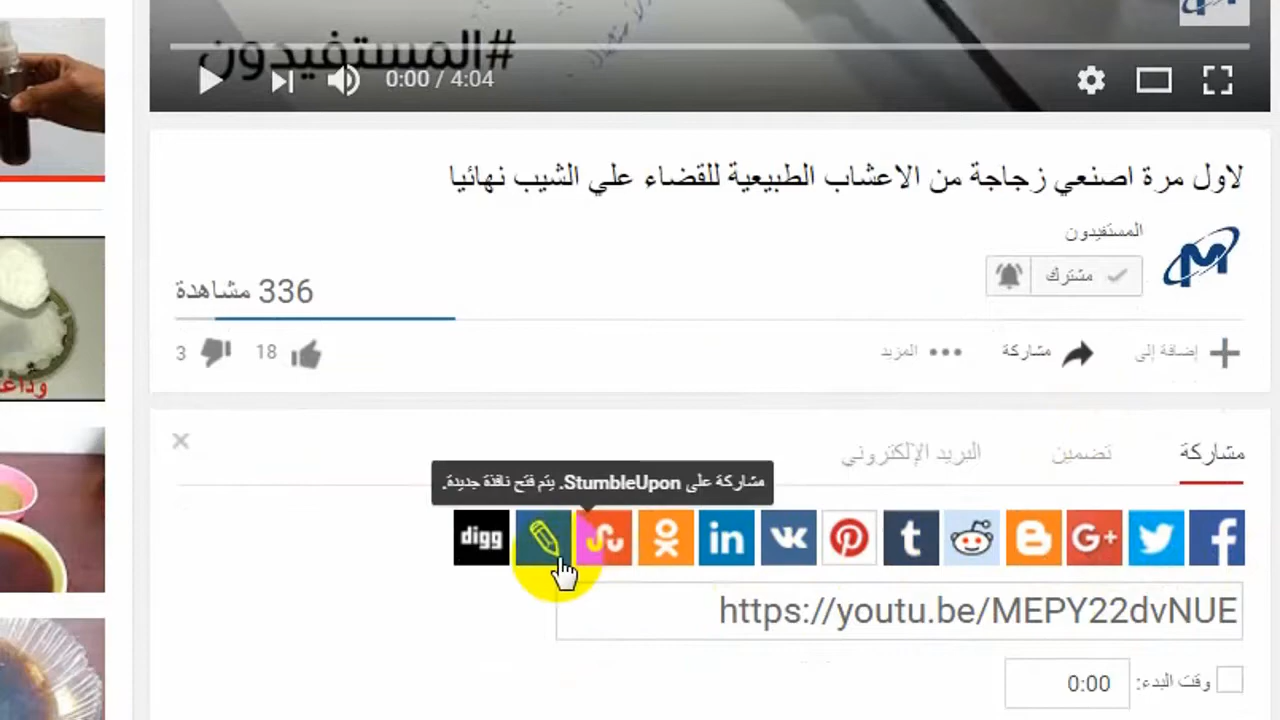 #المستفيدون
0:00 / 4:04
لاول مرة اصنعي زجاجة من الاعشاب الطبيعية للقضاء علي الشيب نهائيا
المستفيدون
مشترك
336 مشاهدة
إضافة إلى
مشاركة
المزيد
18
3
مشاركة
تضمين
البريد الإلكتروني
مشاركة على StumbleUpon. يتم فتح نافذة جديدة.
digg
https://youtu.be/MEPY22dvNUE
وقت البدء:
0:00